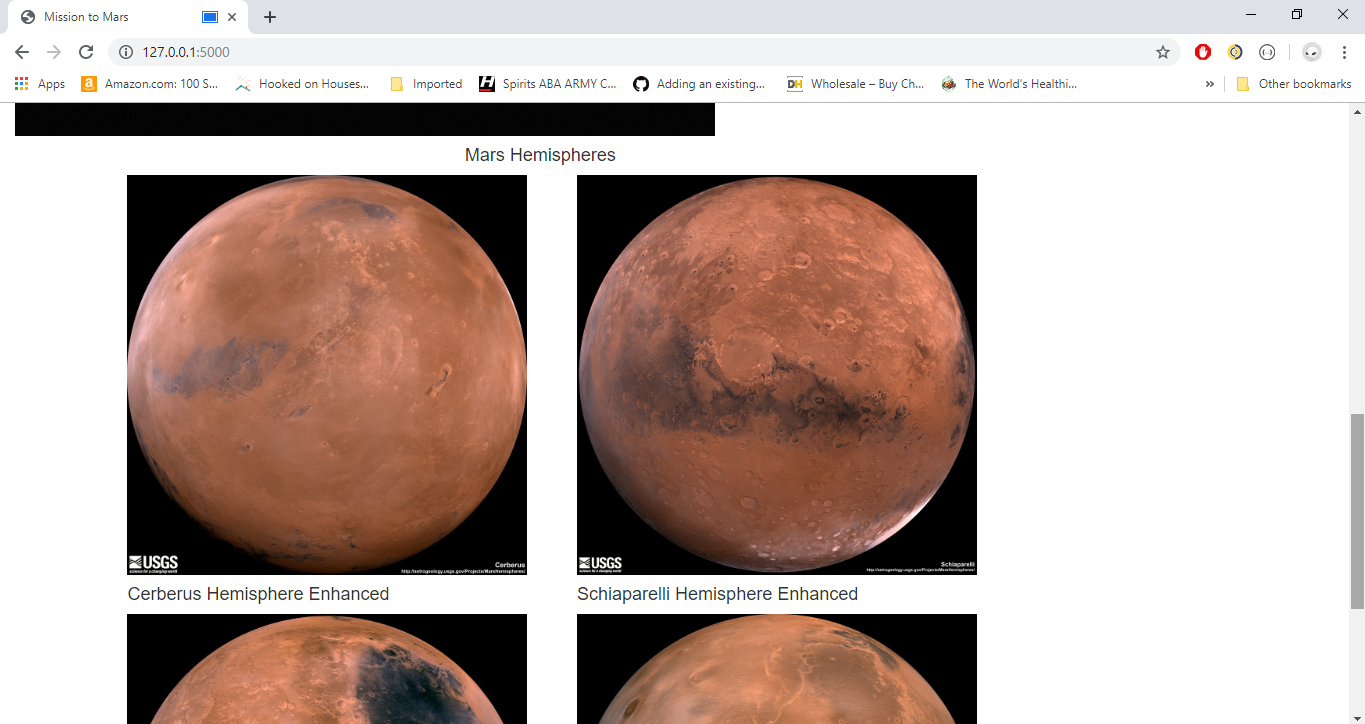 Mission to Mars
127.0.0.1:5000
Apps
Amazon.com: 100 S...
Hooked on Houses...
Imported
Spirits ABA ARMY C...
Adding an existing...
Wholesale – Buy Ch...
The World's Healthi...
»
Other bookmarks
Mars Hemispheres
USGS
science for a changing world
Cerberus
http://astrogeology.usgs.gov/Projects/MarsHemispheres/
USGS
science for a changing world
Schiaparelli
http://astrogeology.usgs.gov/Projects/MarsHemispheres/
Cerberus Hemisphere Enhanced
Schiaparelli Hemisphere Enhanced